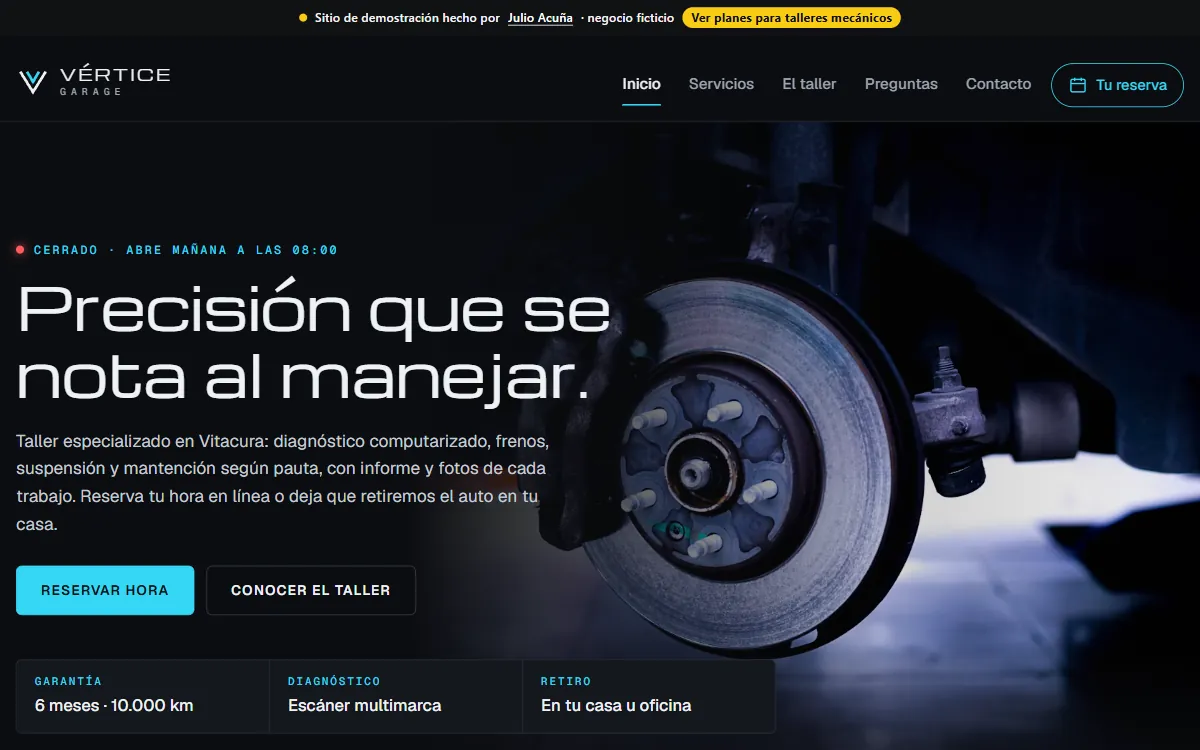 Sitio de demostración hecho por Julio Acuña · negocio ficticio Ver planes para talleres mecánicos
VÉRTICE
GARAGE
Inicio Servicios El taller Preguntas Contacto Tu reserva
CERRADO · ABRE MAÑANA A LAS 08:00
Precisión que se
nota al manejar.
Taller especializado en Vitacura: diagnóstico computarizado, frenos,
suspensión y mantención según pauta, con informe y fotos de cada
trabajo. Reserva tu hora en línea o deja que retiremos el auto en tu
casa.
RESERVAR HORA CONOCER EL TALLER
GARANTÍA DIAGNÓSTICO RETIRO
6 meses · 10.000 km Escáner multimarca En tu casa u oficina